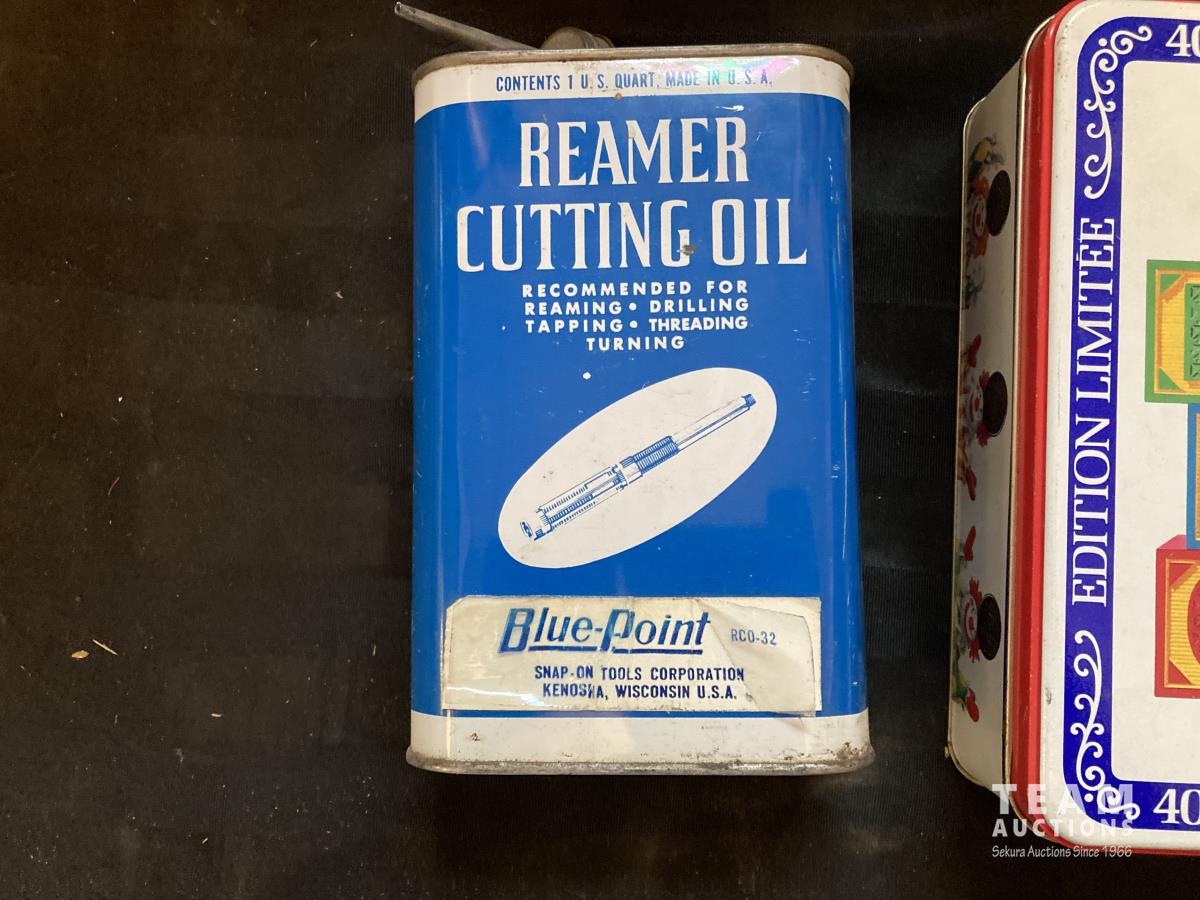 CONTENTS 1 U.S. QUART, MADE IN U.S.A.
REAMER
CUTTING OIL
RECOMMENDED FOR
REAMING • DRILLING
TAPPING • THREADING
TURNING
Blue-Point RCO-32
SNAP-ON TOOLS CORPORATION
KENOSHA, WISCONSIN U.S.A.
40
EDITION LIMITÉE
40
TEAM
AUCTIONS
Sekura Auctions Since 1966